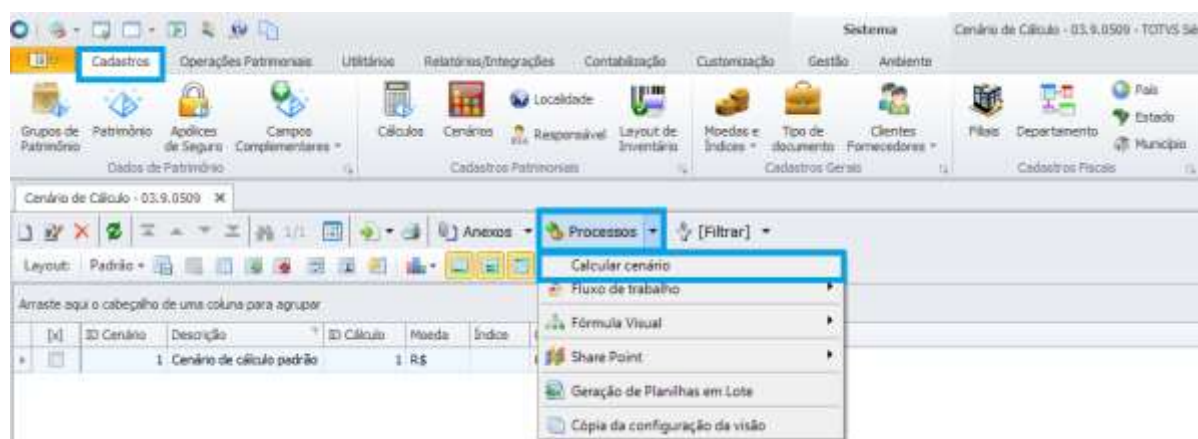 Sistema Cenário de Cálculo - 03.9.0509 - TOTVS Sé
Cadastros Operações Patrimoniais Utilitários Relatórios/Integrações Contabilização Customização Gestão Ambiente
Grupos de Patrimônio Patrimônio Apólices de Seguro Campos Complementares Cálculos Cenários Localidade Responsável Layout de Inventário Moedas e Índices Tipo de documento Clientes Fornecedores Filiais Departamento País Estado Município
Dados de Patrimônio Cadastros Patrimoniais Cadastros Gerais Cadastros Fiscais
Cenário de Cálculo - 03.9.0509
1/1 Anexos Processos [Filtrar]
Layout: Padrão Calcular cenário
Arraste aqui o cabeçalho de uma coluna para agrupar Fluxo de trabalho
[x] ID Cenário Descrição ID Cálculo Moeda Índice Fórmula Visual
1 Cenário de cálculo padrão 1 R$ Share Point
Geração de Planilhas em Lote
Cópia da configuração da visão